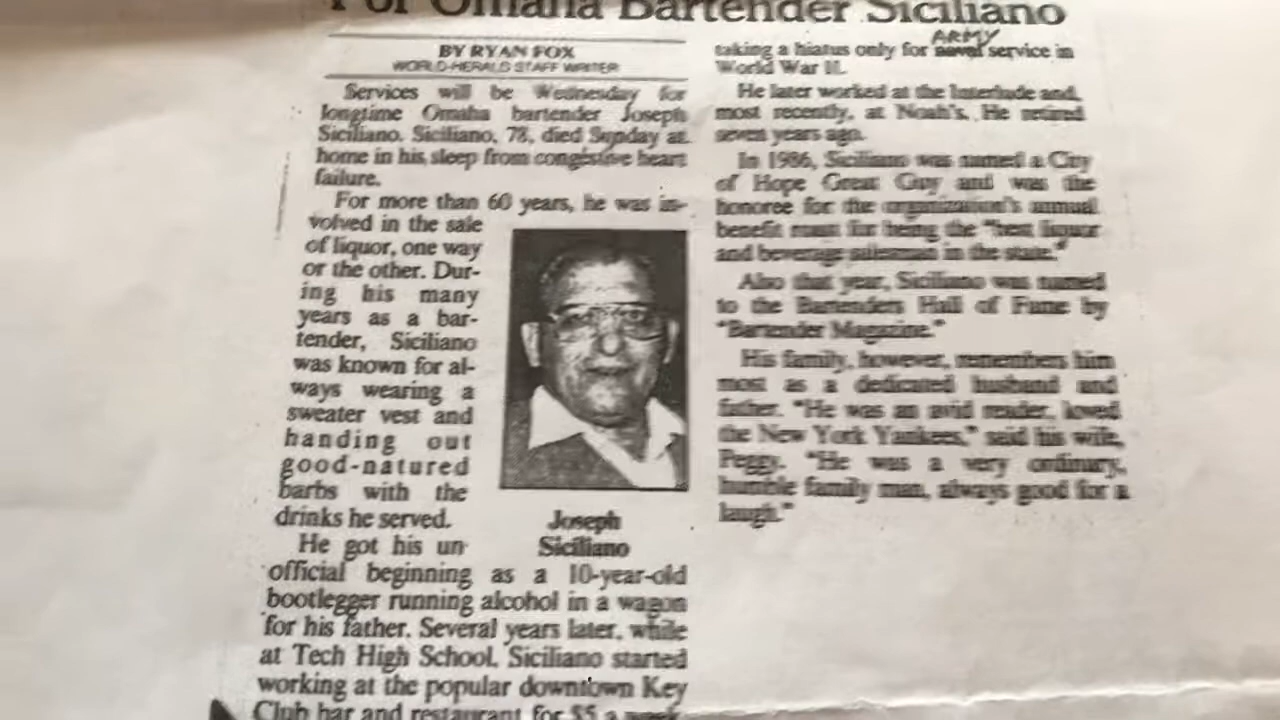 For Omaha Bartender Siciliano
BY RYAN FOX
WORLD-HERALD STAFF WRITER
Services will be Wednesday for
longtime Omaha bartender Joseph
Siciliano. Siciliano, 78, died Sunday at
home in his sleep from congestive heart
failure.
For more than 60 years, he was in-
volved in the sale
of liquor, one way
or the other. Dur-
ing his many
years as a bar-
tender, Siciliano
was known for al-
ways wearing a
sweater vest and
handing out
good-natured
barbs with the
drinks he served.
Joseph
Siciliano
He got his un-
official beginning as a 10-year-old
bootlegger running alcohol in a wagon
for his father. Several years later, while
at Tech High School, Siciliano started
working at the popular downtown Key
Club bar and restaurant for $5 a week,
ARMY
taking a hiatus only for naval service in
World War II.
He later worked at the Interlude and,
most recently, at Noah's. He retired
seven years ago.
In 1986, Siciliano was named a City
of Hope Great Guy and was the
honoree for the organization's annual
benefit roast for being the "best liquor
and beverage salesman in the state."
Also that year, Siciliano was named
to the Bartenders Hall of Fame by
"Bartender Magazine."
His family, however, remembers him
most as a dedicated husband and
father. "He was an avid reader, loved
the New York Yankees," said his wife,
Peggy. "He was a very ordinary,
humble family man, always good for a
laugh."